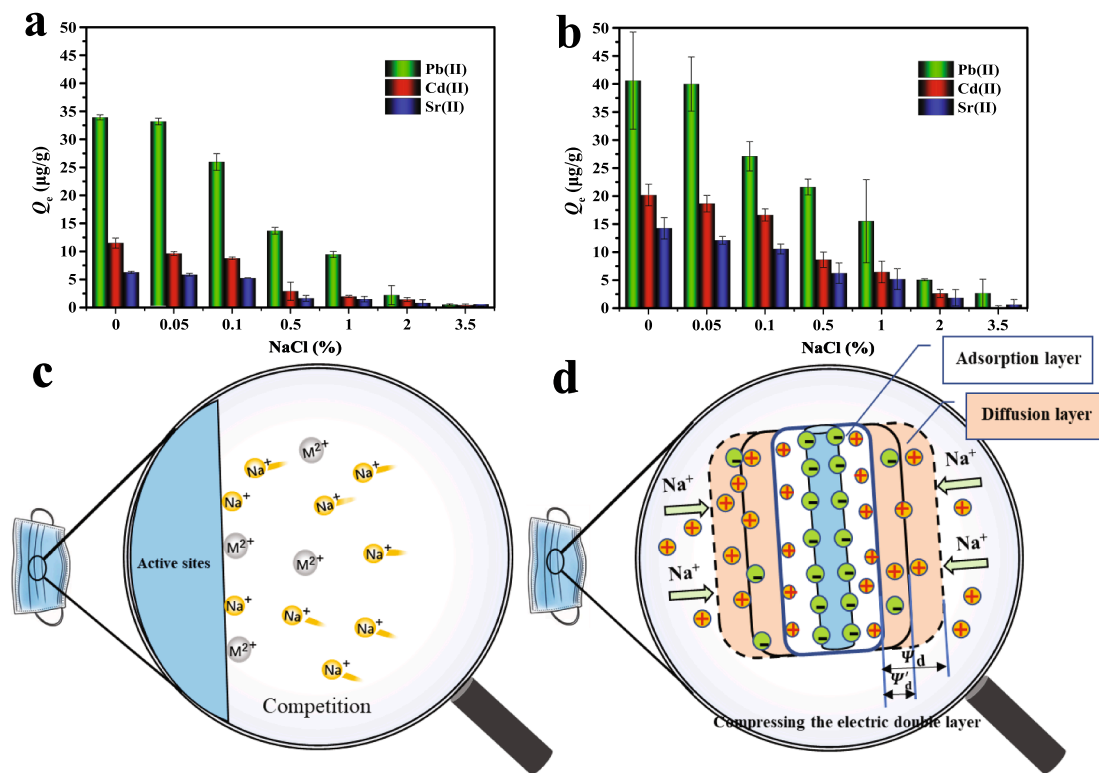 a
50
45
40
35
30
25
20
15
10
5
0
Qe (μg/g)
Pb(II)
Cd(II)
Sr(II)
0 0.05 0.1 0.5 1 2 3.5
NaCl (%)
b
50
45
40
35
30
25
20
15
10
5
0
Qe (μg/g)
Pb(II)
Cd(II)
Sr(II)
0 0.05 0.1 0.5 1 2 3.5
NaCl (%)
c
Active sites
M2+
Na+
Na+
Na+
Na+
M2+
M2+
Na+
Na+
Na+
Na+
M2+
Na+
Competition
d
Adsorption layer
Diffusion layer
Na+
Na+
Na+
Na+
Ψd
Ψ′d
Compressing the electric double layer